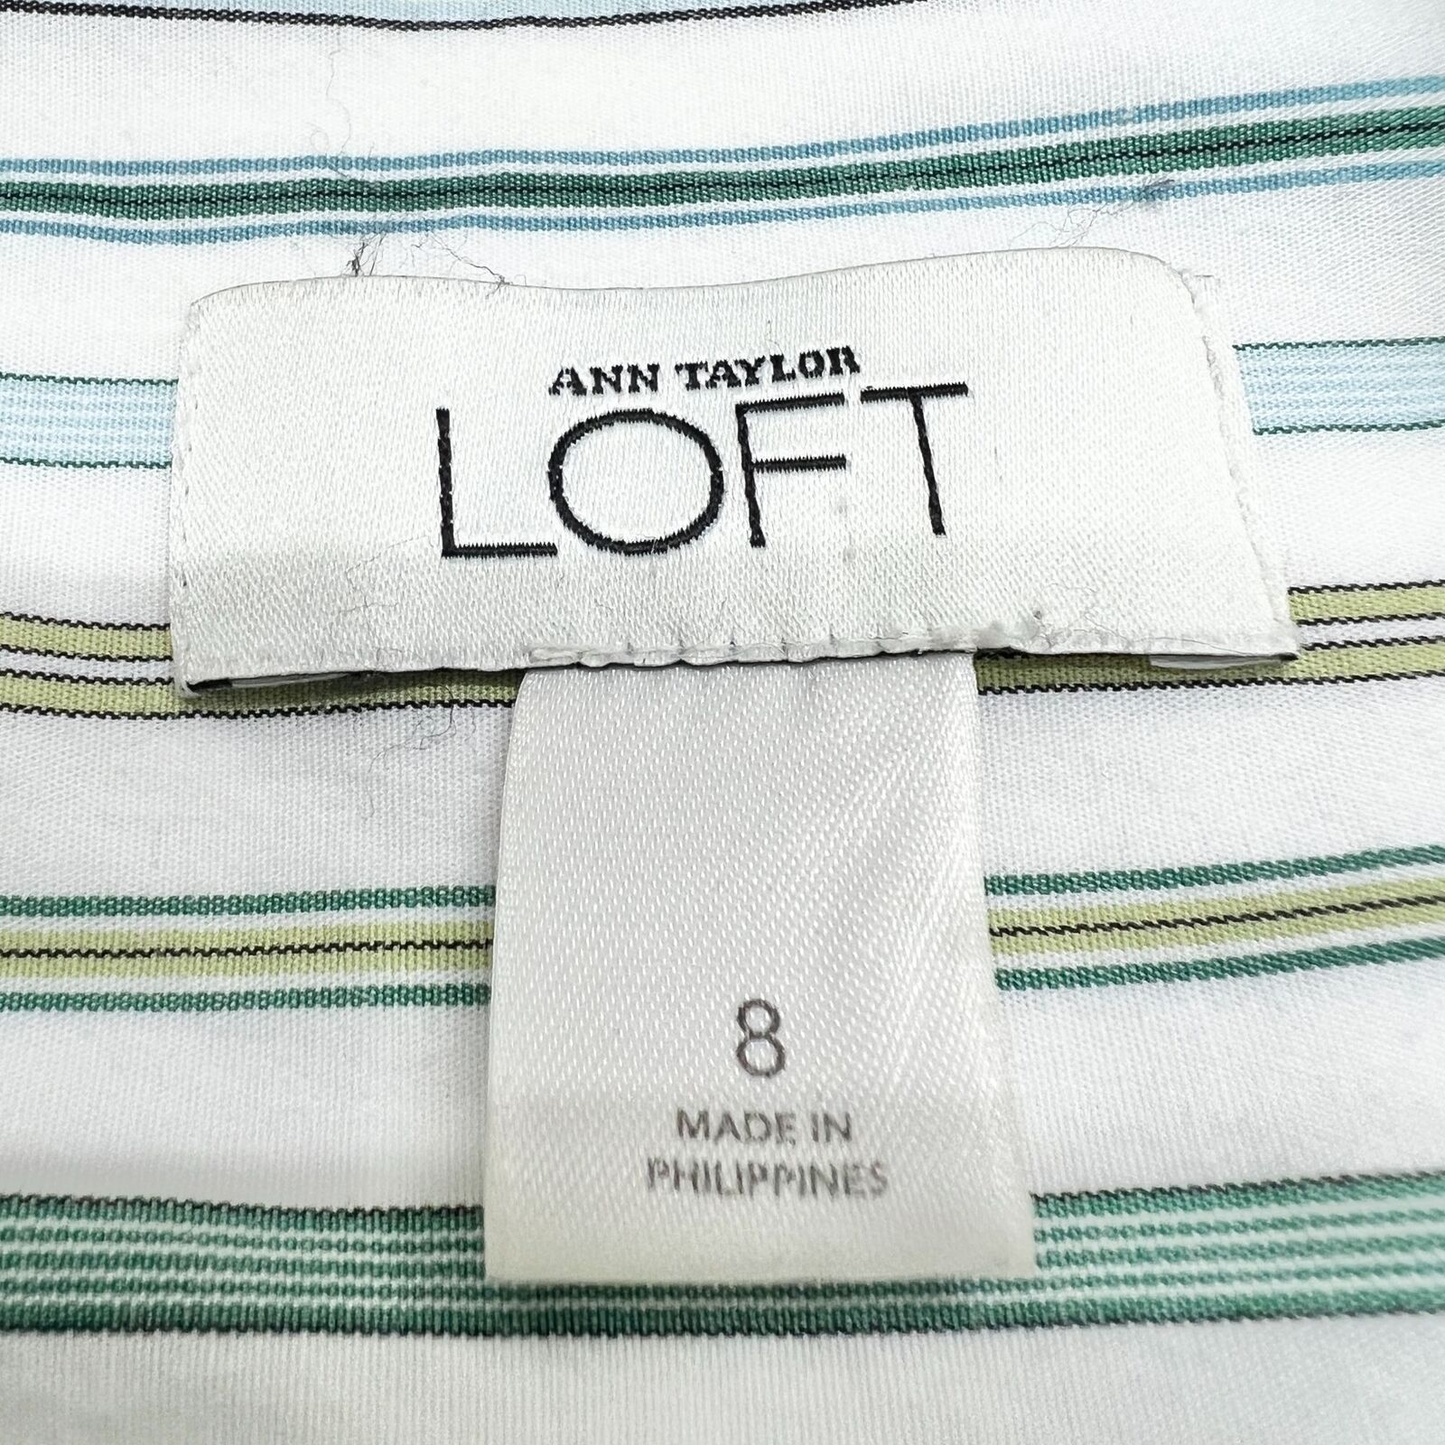 ANN TAYLOR
LOFT
8
MADE IN
PHILIPPINES